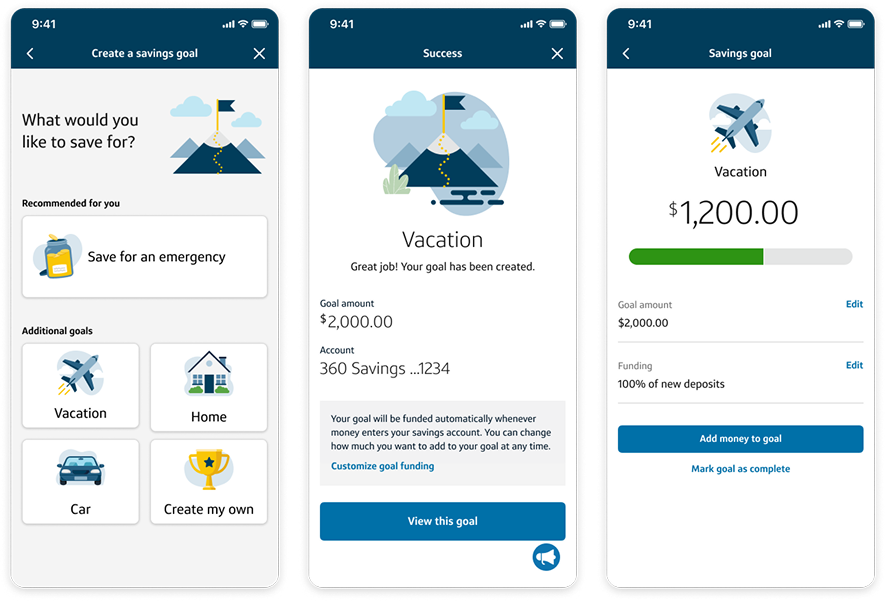 9:41
Create a savings goal
What would you
like to save for?
Recommended for you
Save for an emergency
Additional goals
Vacation
Home
Car
Create my own
9:41
Success
Vacation
Great job! Your goal has been created.
Goal amount
$2,000.00
Account
360 Savings ...1234
Your goal will be funded automatically whenever
money enters your savings account. You can change
how much you want to add to your goal at any time.
Customize goal funding
View this goal
9:41
Savings goal
Vacation
$1,200.00
Goal amount
Edit
$2,000.00
Funding
Edit
100% of new deposits
Add money to goal
Mark goal as complete